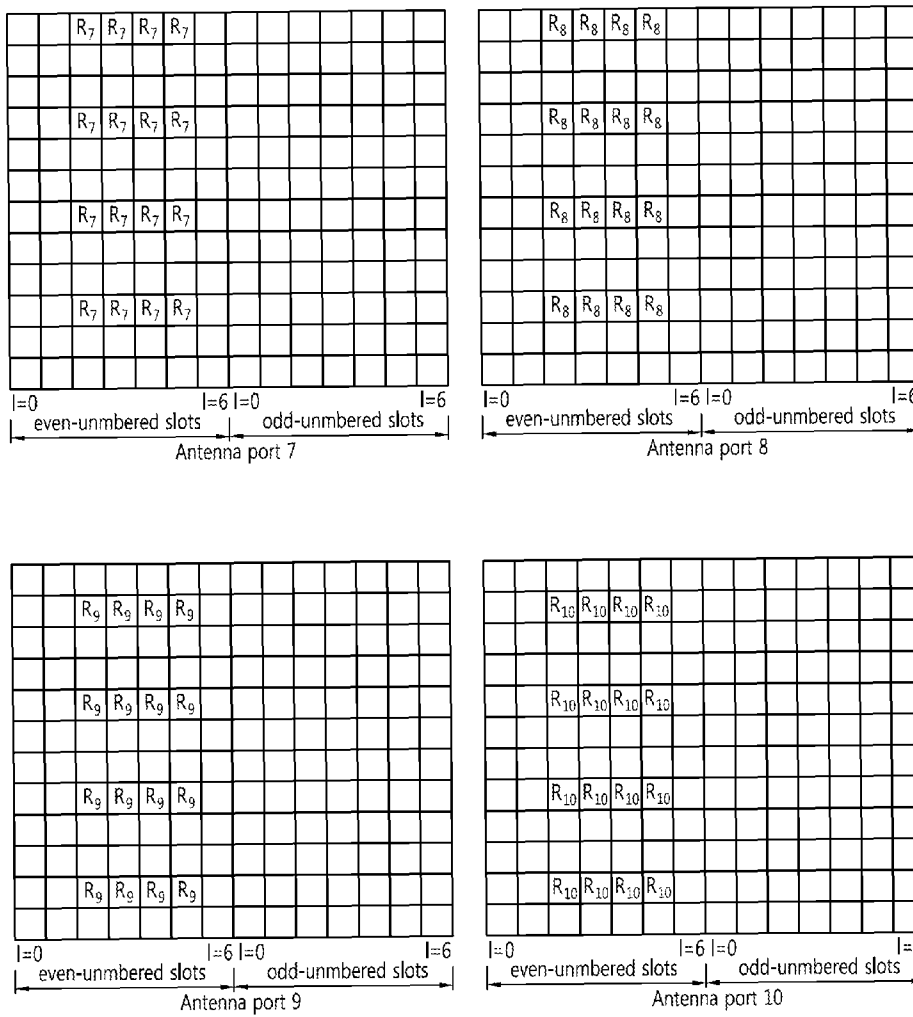 R7 R7 R7 R7 R8 R8 R8 R8
R7 R7 R7 R7 R8 R8 R8 R8
R7 R7 R7 R7 R8 R8 R8 R8
R7 R7 R7 R7 R8 R8 R8 R8
l=0 l=6 l=0 l=6 l=0 l=6 l=0 l=6
even-unmbered slots odd-unmbered slots even-unmbered slots odd-unmbered slots
Antenna port 7 Antenna port 8
R9 R9 R9 R9 R10 R10 R10 R10
R9 R9 R9 R9 R10 R10 R10 R10
R9 R9 R9 R9 R10 R10 R10 R10
R9 R9 R9 R9 R10 R10 R10 R10
l=0 l=6 l=0 l=6 l=0 l=6 l=0 l=
even-unmbered slots odd-unmbered slots even-unmbered slots odd-unmbered slots
Antenna port 9 Antenna port 10